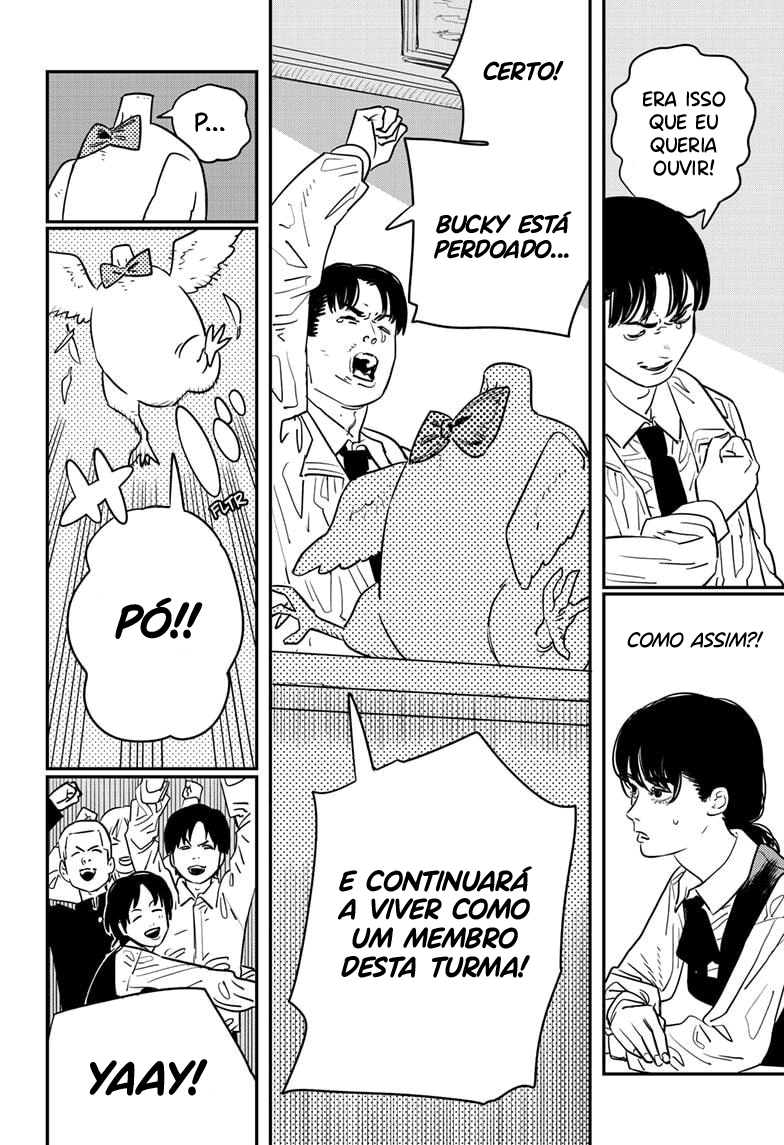 ERA ISSO
QUE EU
QUERIA
OUVIR!
COMO ASSIM?!
CERTO!
BUCKY ESTÁ
PERDOADO...
E CONTINUARÁ
A VIVER COMO
UM MEMBRO
DESTA TURMA!
P...
FLTR
PÓ!!
YAAY!